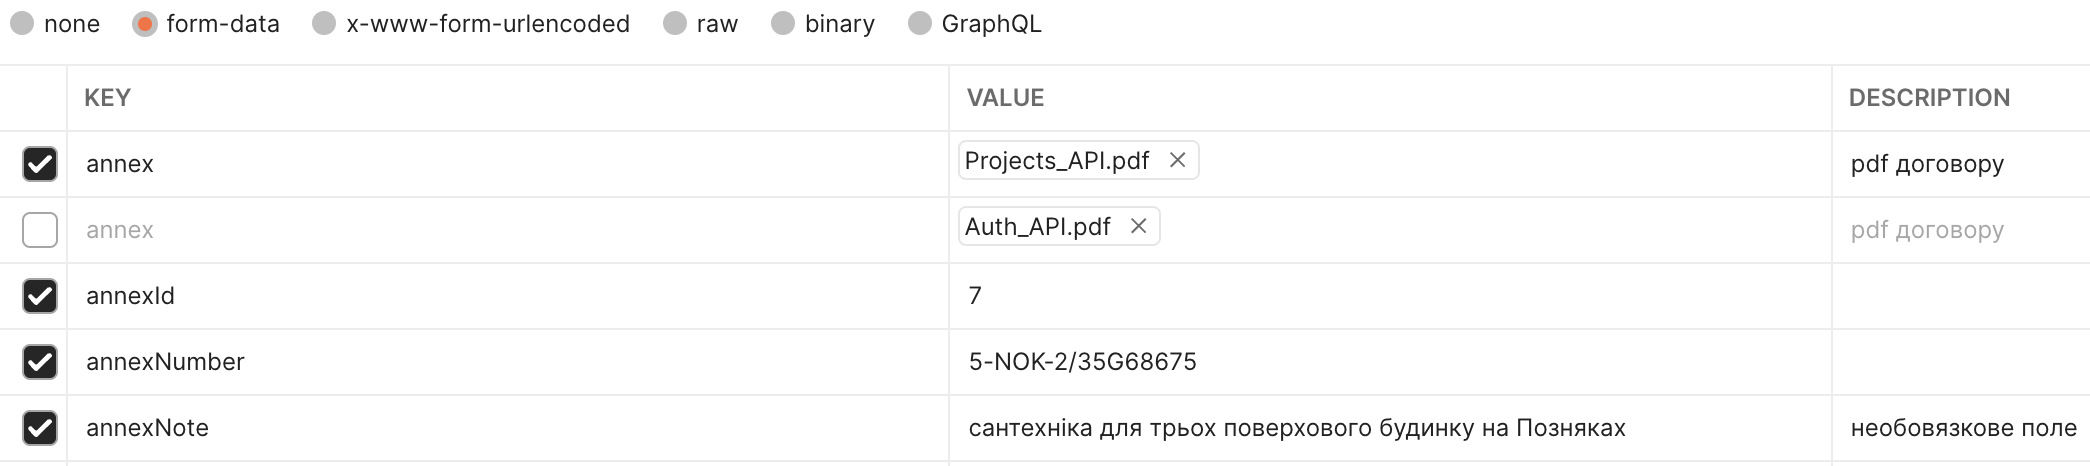 none form-data x-www-form-urlencoded raw binary GraphQL
KEY VALUE DESCRIPTION
annex Projects_API.pdf pdf договору
annex Auth_API.pdf pdf договору
annexId 7
annexNumber 5-NOK-2/35G68675
annexNote сантехніка для трьох поверхового будинку на Позняках необовязкове поле